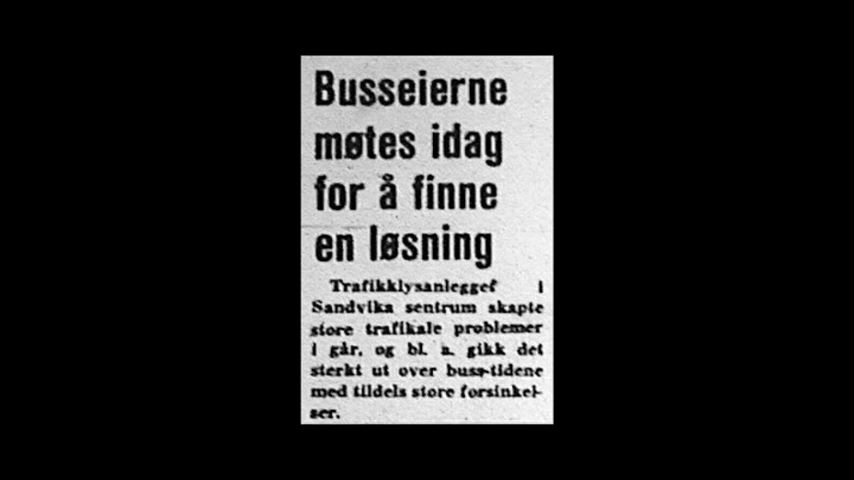 Busseierne
møtes idag
for å finne
en løsning
Trafikklysanlegget i
Sandvika sentrum skapte
store trafikale problemer
i går, og bl. a. gikk det
sterkt ut over buss-tidene
med tildels store forsinkel-
ser.